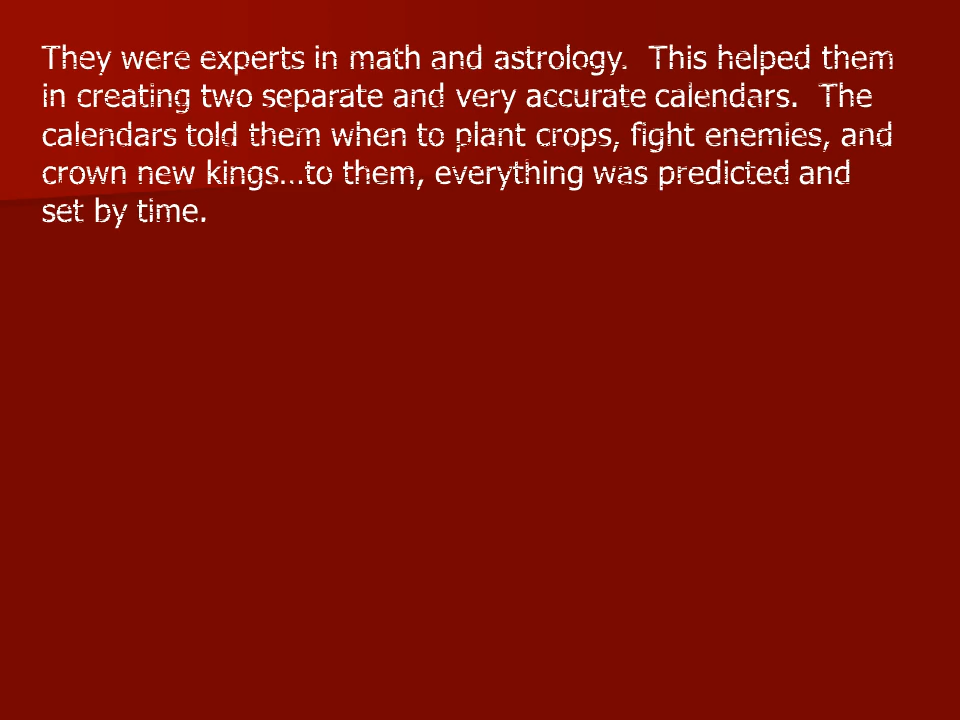 They were experts in math and astrology.  This helped them
in creating two separate and very accurate calendars.  The
calendars told them when to plant crops, fight enemies, and
crown new kings…to them, everything was predicted and
set by time.